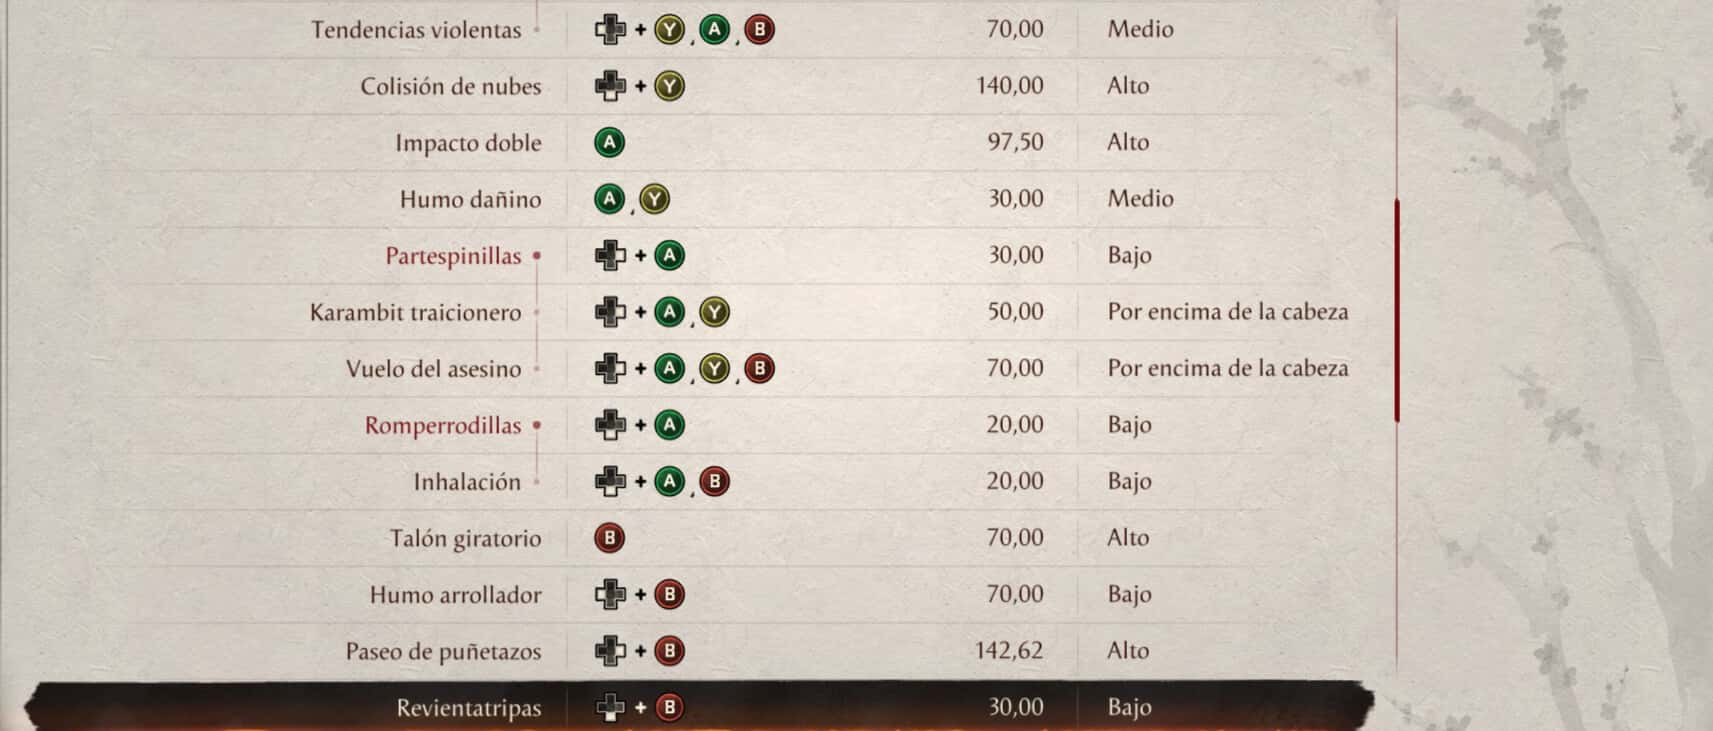 Tendencias violentas + Y, A, B 70,00 Medio
Colisión de nubes + Y 140,00 Alto
Impacto doble A 97,50 Alto
Humo dañino A, Y 30,00 Medio
Partespinillas + A 30,00 Bajo
Karambit traicionero + A, Y 50,00 Por encima de la cabeza
Vuelo del asesino + A, Y, B 70,00 Por encima de la cabeza
Romperrodillas + A 20,00 Bajo
Inhalación + A, B 20,00 Bajo
Talón giratorio B 70,00 Alto
Humo arrollador + B 70,00 Bajo
Paseo de puñetazos + B 142,62 Alto
Revientatripas + B 30,00 Bajo